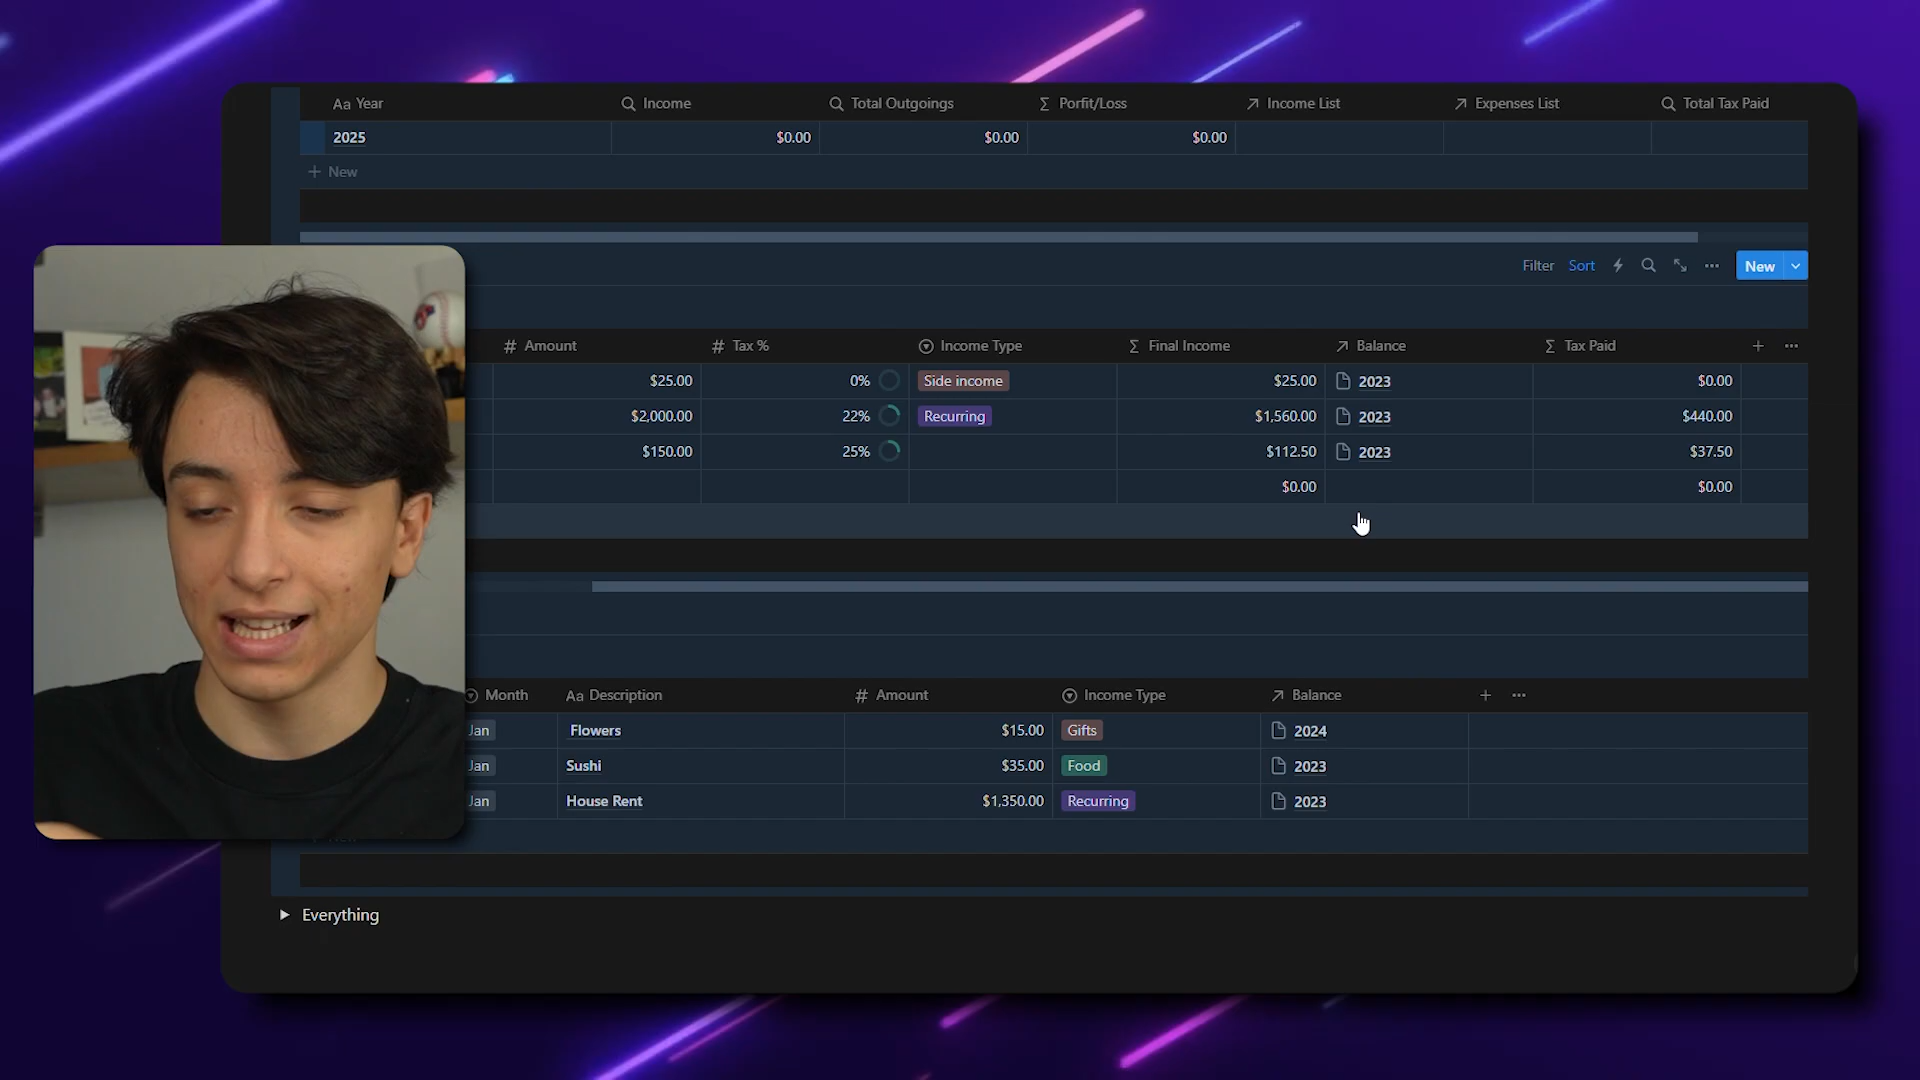 Aa Year Income Total Outgoings Σ Porfit/Loss Income List Expenses List Total Tax Paid
2025 $0.00 $0.00 $0.00
+ New
Filter Sort New
# Amount # Tax % Income Type Σ Final Income Balance Σ Tax Paid
$25.00 0% Side income $25.00 2023 $0.00
$2,000.00 22% Recurring $1,560.00 2023 $440.00
$150.00 25% $112.50 2023 $37.50
$0.00 $0.00
Month Aa Description # Amount Income Type Balance
Jan Flowers $15.00 Gifts 2024
Jan Sushi $35.00 Food 2023
Jan House Rent $1,350.00 Recurring 2023
Everything